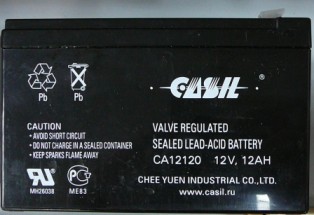 Pb
Pb
CASIL
CAUTION
• AVOID SHORT CIRCUIT
• DO NOT CHARGE IN A SEALED CONTAINER
• KEEP SPARKS FLAME AWAY
VALVE REGULATED
SEALED LEAD-ACID BATTERY
CA12120 12V, 12AH
MH26038
ME83
CHEE YUEN INDUSTRIAL CO., LTD.
www.casil.ru